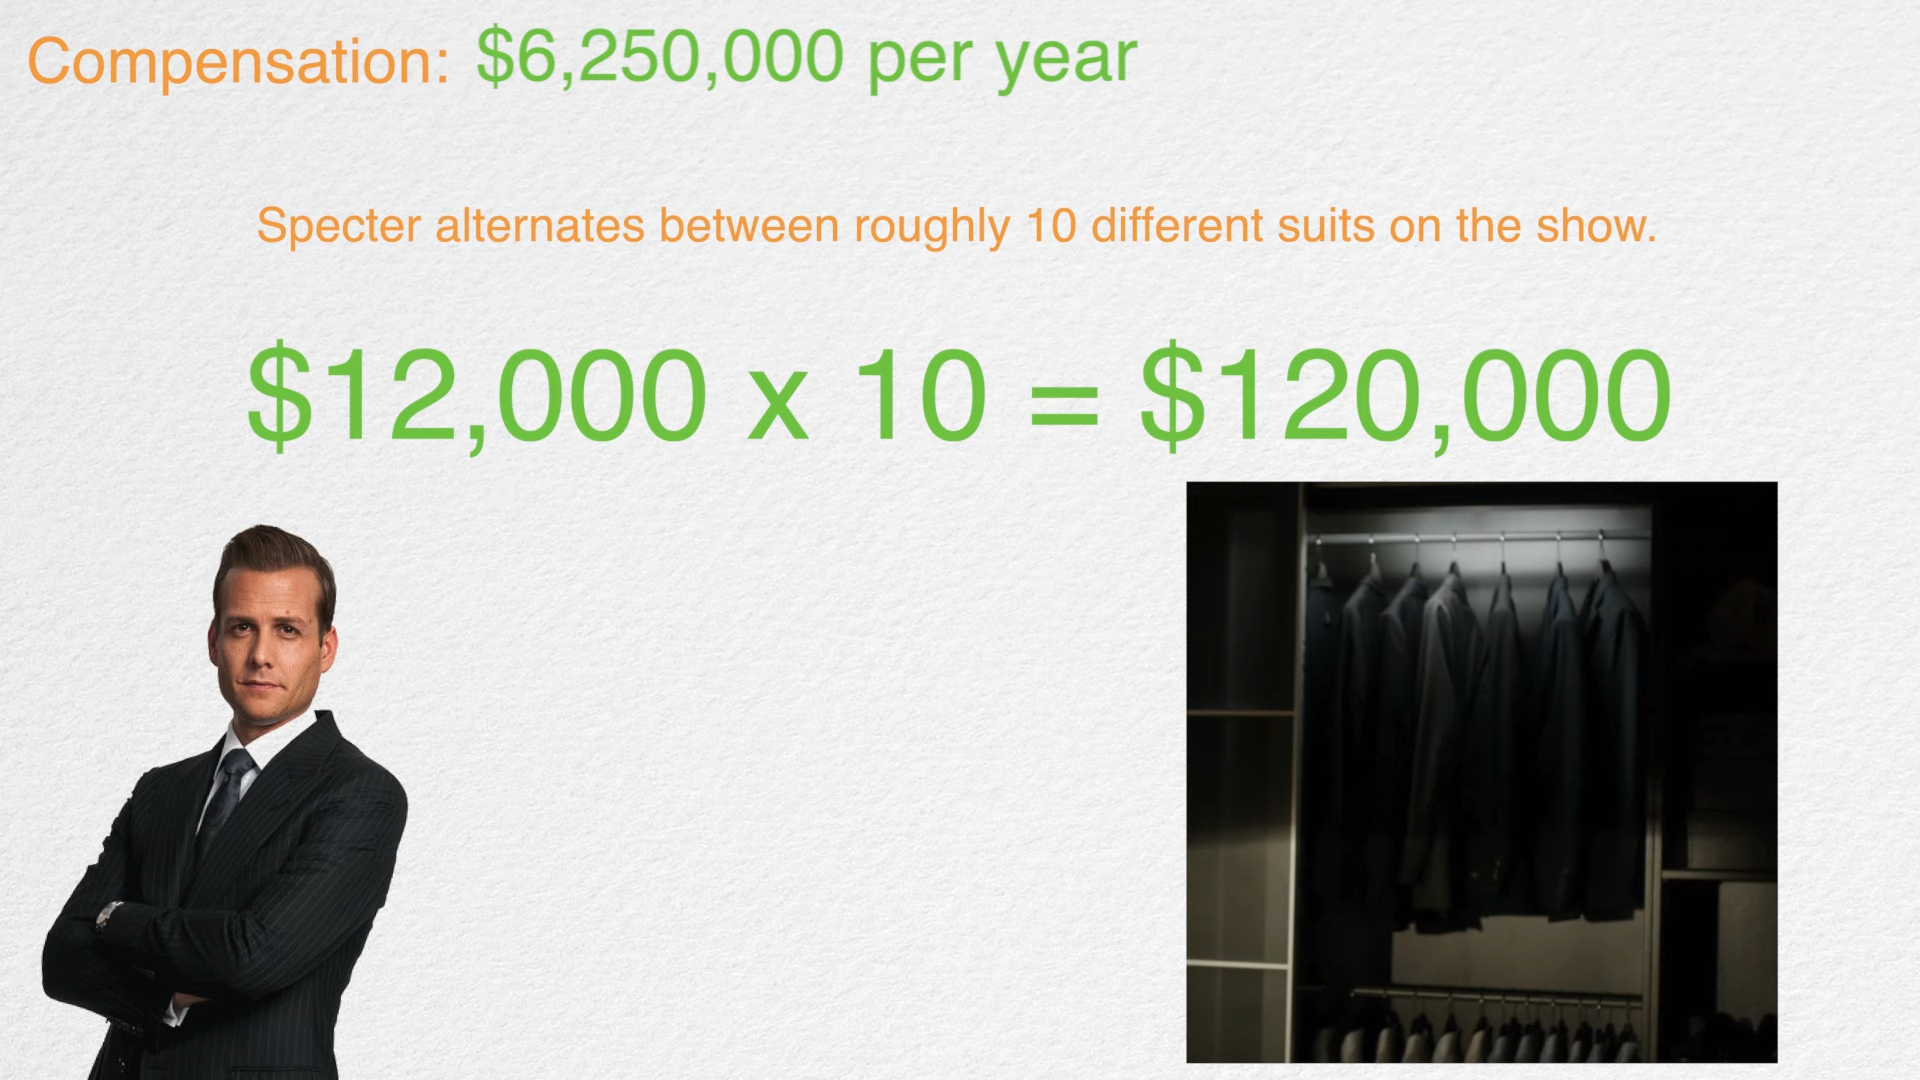 Compensation: $6,250,000 per year
Specter alternates between roughly 10 different suits on the show.
$12,000 x 10 = $120,000